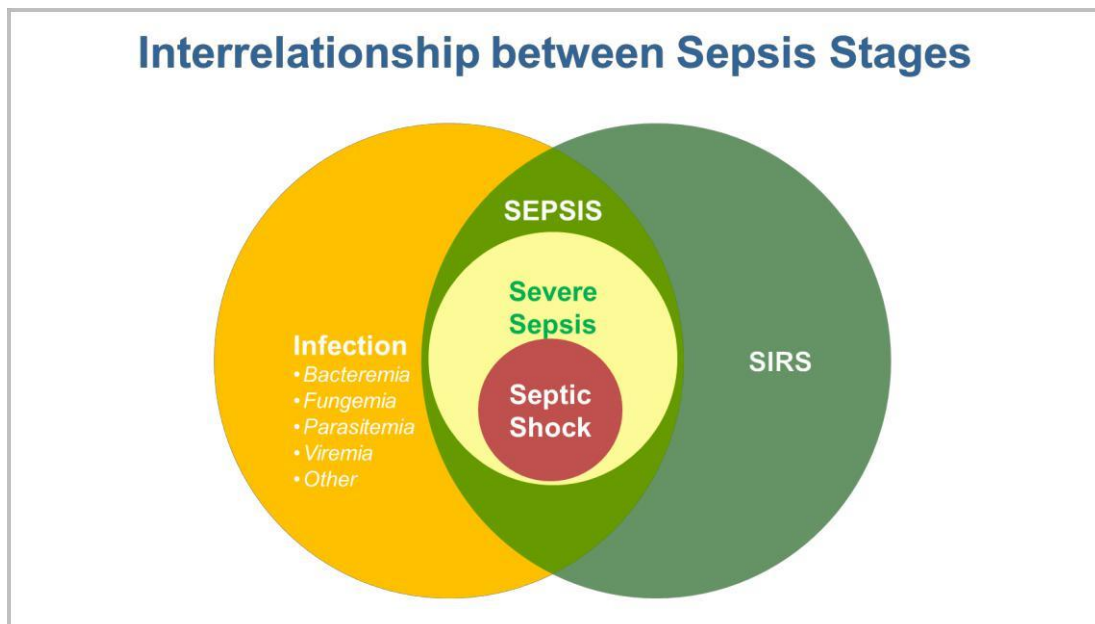 Interrelationship between Sepsis Stages
SEPSIS
Severe
Sepsis
Septic
Shock
Infection
• Bacteremia
• Fungemia
• Parasitemia
• Viremia
• Other
SIRS